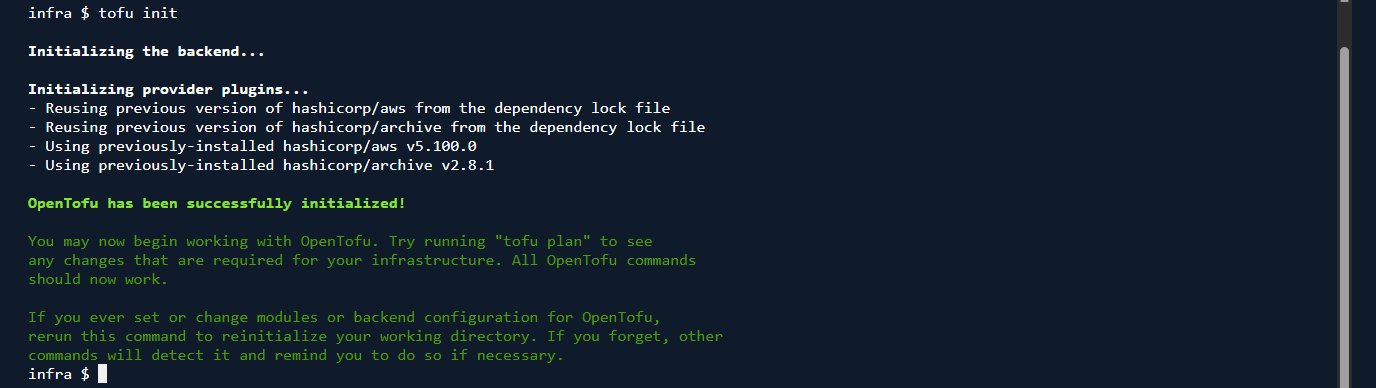 infra $ tofu init
Initializing the backend...
Initializing provider plugins...
- Reusing previous version of hashicorp/aws from the dependency lock file
- Reusing previous version of hashicorp/archive from the dependency lock file
- Using previously-installed hashicorp/aws v5.100.0
- Using previously-installed hashicorp/archive v2.8.1
OpenTofu has been successfully initialized!
You may now begin working with OpenTofu. Try running "tofu plan" to see
any changes that are required for your infrastructure. All OpenTofu commands
should now work.
If you ever set or change modules or backend configuration for OpenTofu,
rerun this command to reinitialize your working directory. If you forget, other
commands will detect it and remind you to do so if necessary.
infra $